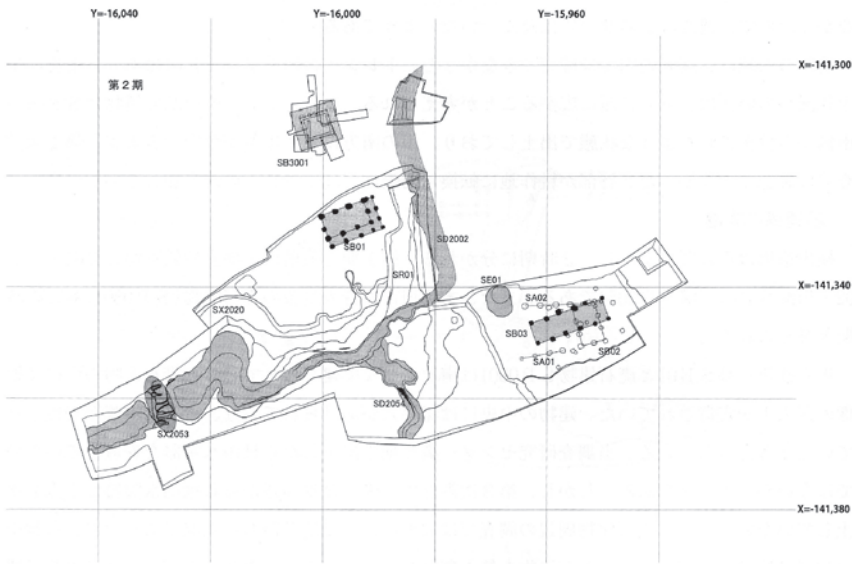 Y=-16,040
Y=-16,000
Y=-15,960
X=-141,300
第2期
SB3001
SB01
SR01
SD2002
SE01
X=-141,340
SA02
SX2020
SB03
SB02
SA01
SD2054
SX2053
X=-141,380